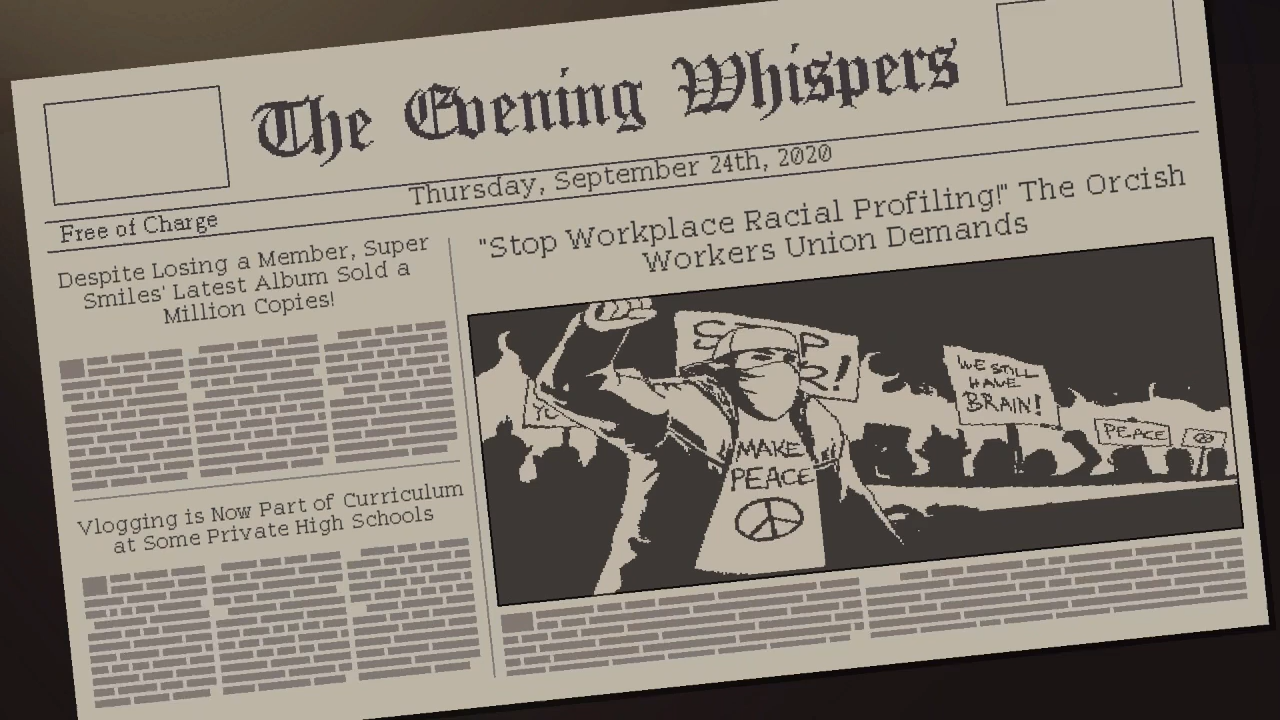 The Evening Whispers
Thursday, September 24th, 2020
Free of Charge
Despite Losing a Member, Super
Smiles' Latest Album Sold a
Million Copies!
Vlogging is Now Part of Curriculum
at Some Private High Schools
"Stop Workplace Racial Profiling!" The Orcish
Workers Union Demands
MAKE
PEACE
WE STILL
HAVE
BRAIN!
PEACE